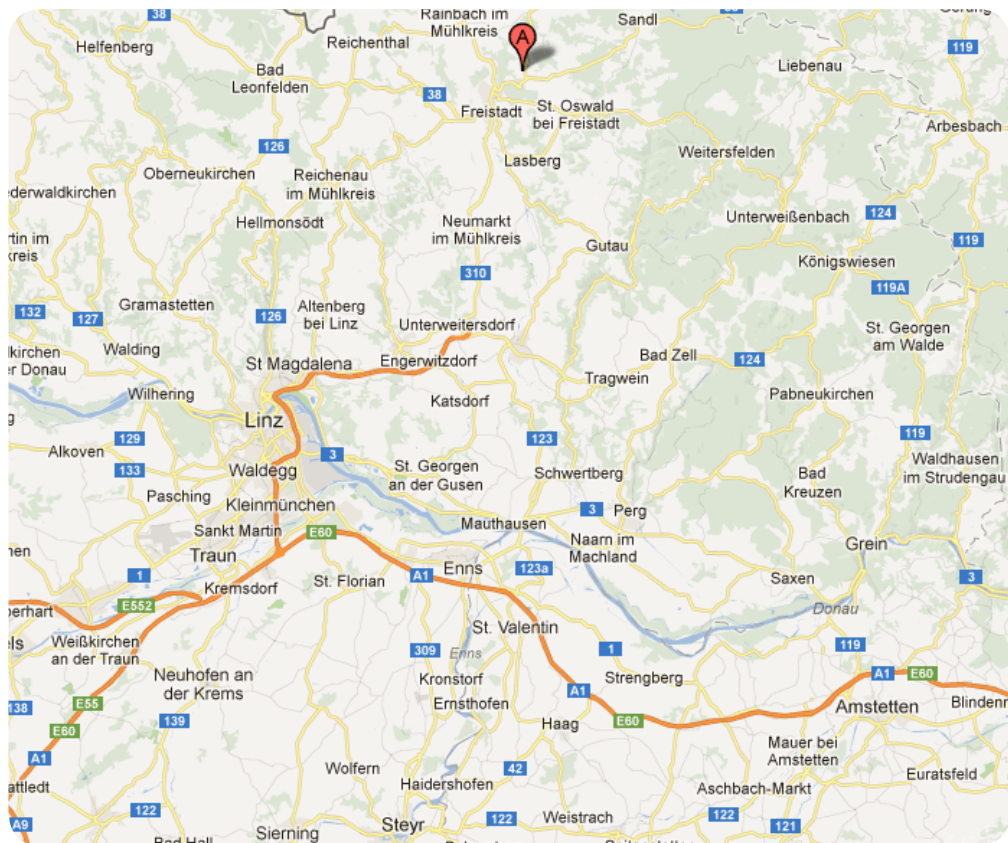 38
Rainbach im
Mühlkreis
Sandl
Helfenberg
Reichenthal
A
119
Liebenau
Bad
Leonfelden
38
Freistadt
St. Oswald
bei Freistadt
Arbesbach
126
Lasberg
Weitersfelden
Oberneukirchen
Reichenau
im Mühlkreis
ederwaldkirchen
Hellmonsödt
Neumarkt
im Mühlkreis
Unterweißenbach
124
rtin im
kreis
Gutau
119
Königswiesen
310
119A
Gramastetten
Altenberg
bei Linz
132
127
126
Unterweitersdorf
St. Georgen
am Walde
lkirchen
er Donau
Walding
St Magdalena
Engerwitzdorf
Bad Zell
124
Tragwein
Wilhering
Katsdorf
Pabneukirchen
Linz
129
123
119
Alkoven
3
133
Waldegg
St. Georgen
an der Gusen
Schwertberg
Bad
Kreuzen
Waldhausen
im Strudengau
Pasching
Kleinmünchen
3
Perg
Sankt Martin
E60
Mauthausen
Naarn im
Machland
Grein
Traun
Enns
123a
1
A1
St. Florian
Saxen
3
Kremsdorf
E552
berhart
Donau
Weißkirchen
an der Traun
els
St. Valentin
309
Enns
1
119
Neuhofen an
der Krems
Kronstorf
Strengberg
A1
E60
138
E55
Ernsthofen
A1
Blindenm
E60
139
Haag
E60
Amstetten
A1
Mauer bei
Amstetten
Wolfern
42
Haidershofen
Euratsfeld
attledt
Aschbach-Markt
122
A9
Steyr
122
Weistrach
122
121
Sierning
Bad Hall